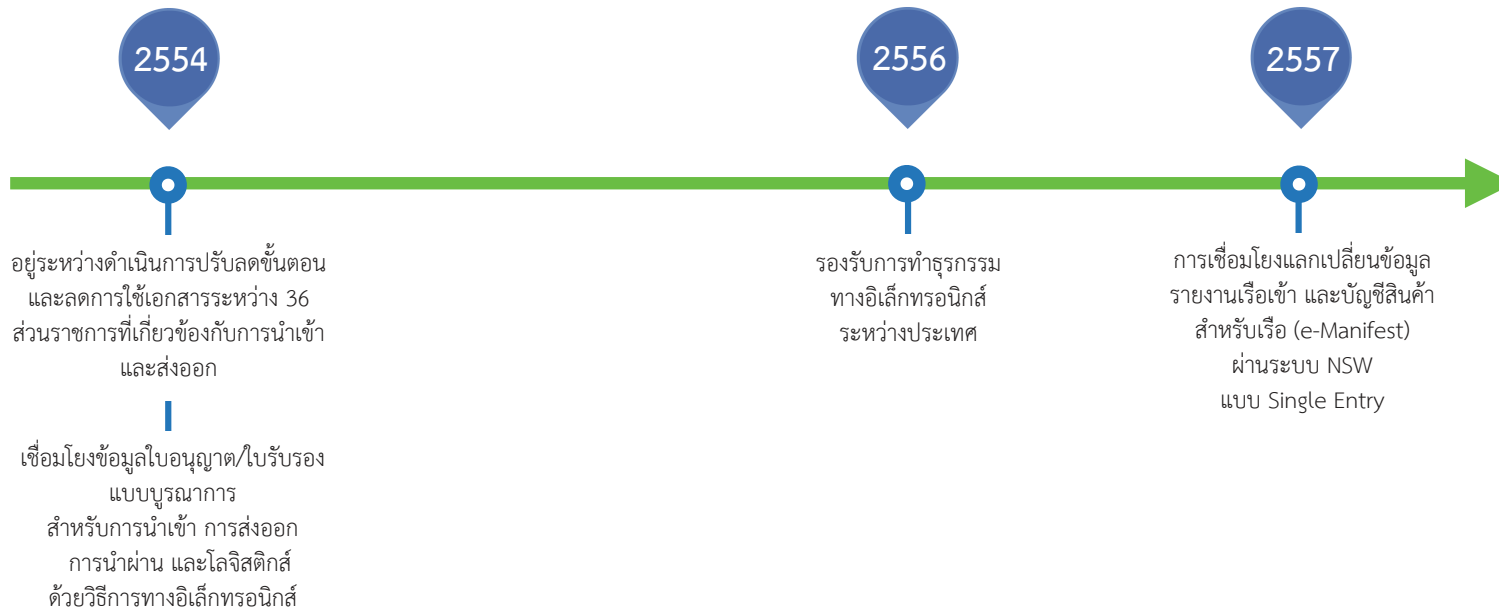 2554
อยู่ระหว่างดำเนินการปรับลดขั้นตอน
และลดการใช้เอกสารระหว่าง 36
ส่วนราชการที่เกี่ยวข้องกับการนำเข้า
และส่งออก
เชื่อมโยงข้อมูลใบอนุญาต/ใบรับรอง
แบบบูรณาการ
สำหรับการนำเข้า การส่งออก
การนำผ่าน และโลจิสติกส์
ด้วยวิธีการทางอิเล็กทรอนิกส์
2556
รองรับการทำธุรกรรม
ทางอิเล็กทรอนิกส์
ระหว่างประเทศ
2557
การเชื่อมโยงแลกเปลี่ยนข้อมูล
รายงานเรือเข้า และบัญชีสินค้า
สำหรับเรือ (e-Manifest)
ผ่านระบบ NSW
แบบ Single Entry